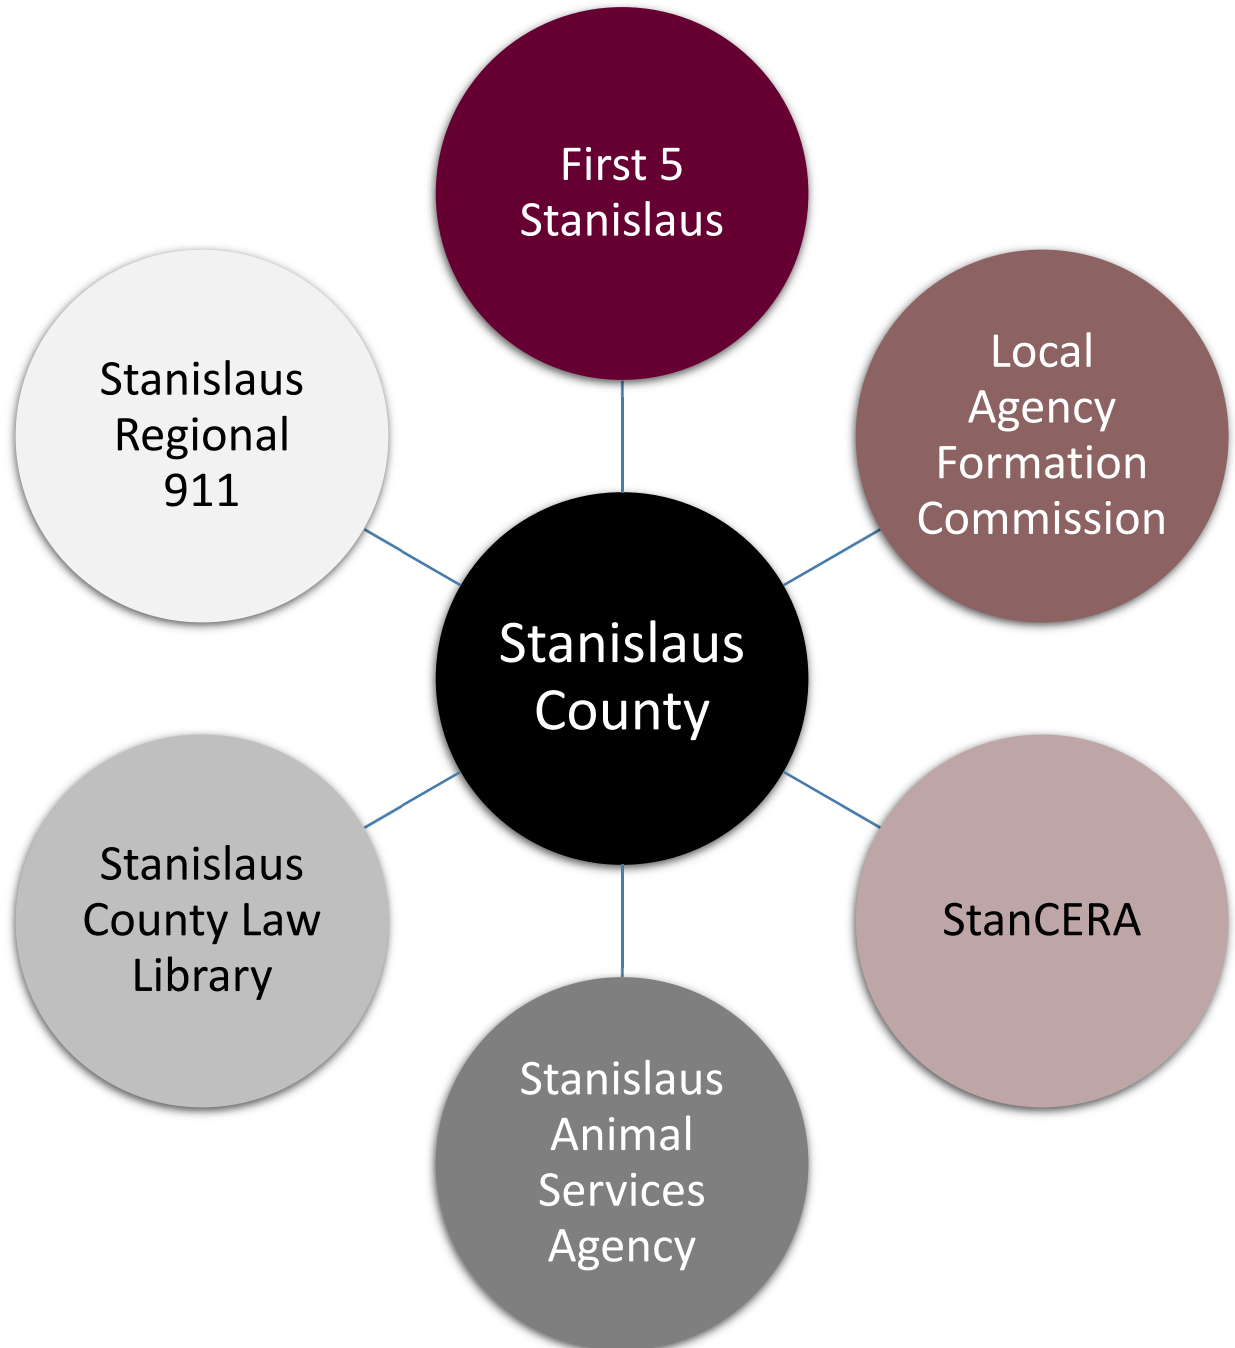 First 5
Stanislaus
Local
Agency
Formation
Commission
StanCERA
Stanislaus
Animal
Services
Agency
Stanislaus
County Law
Library
Stanislaus
Regional
911
Stanislaus
County